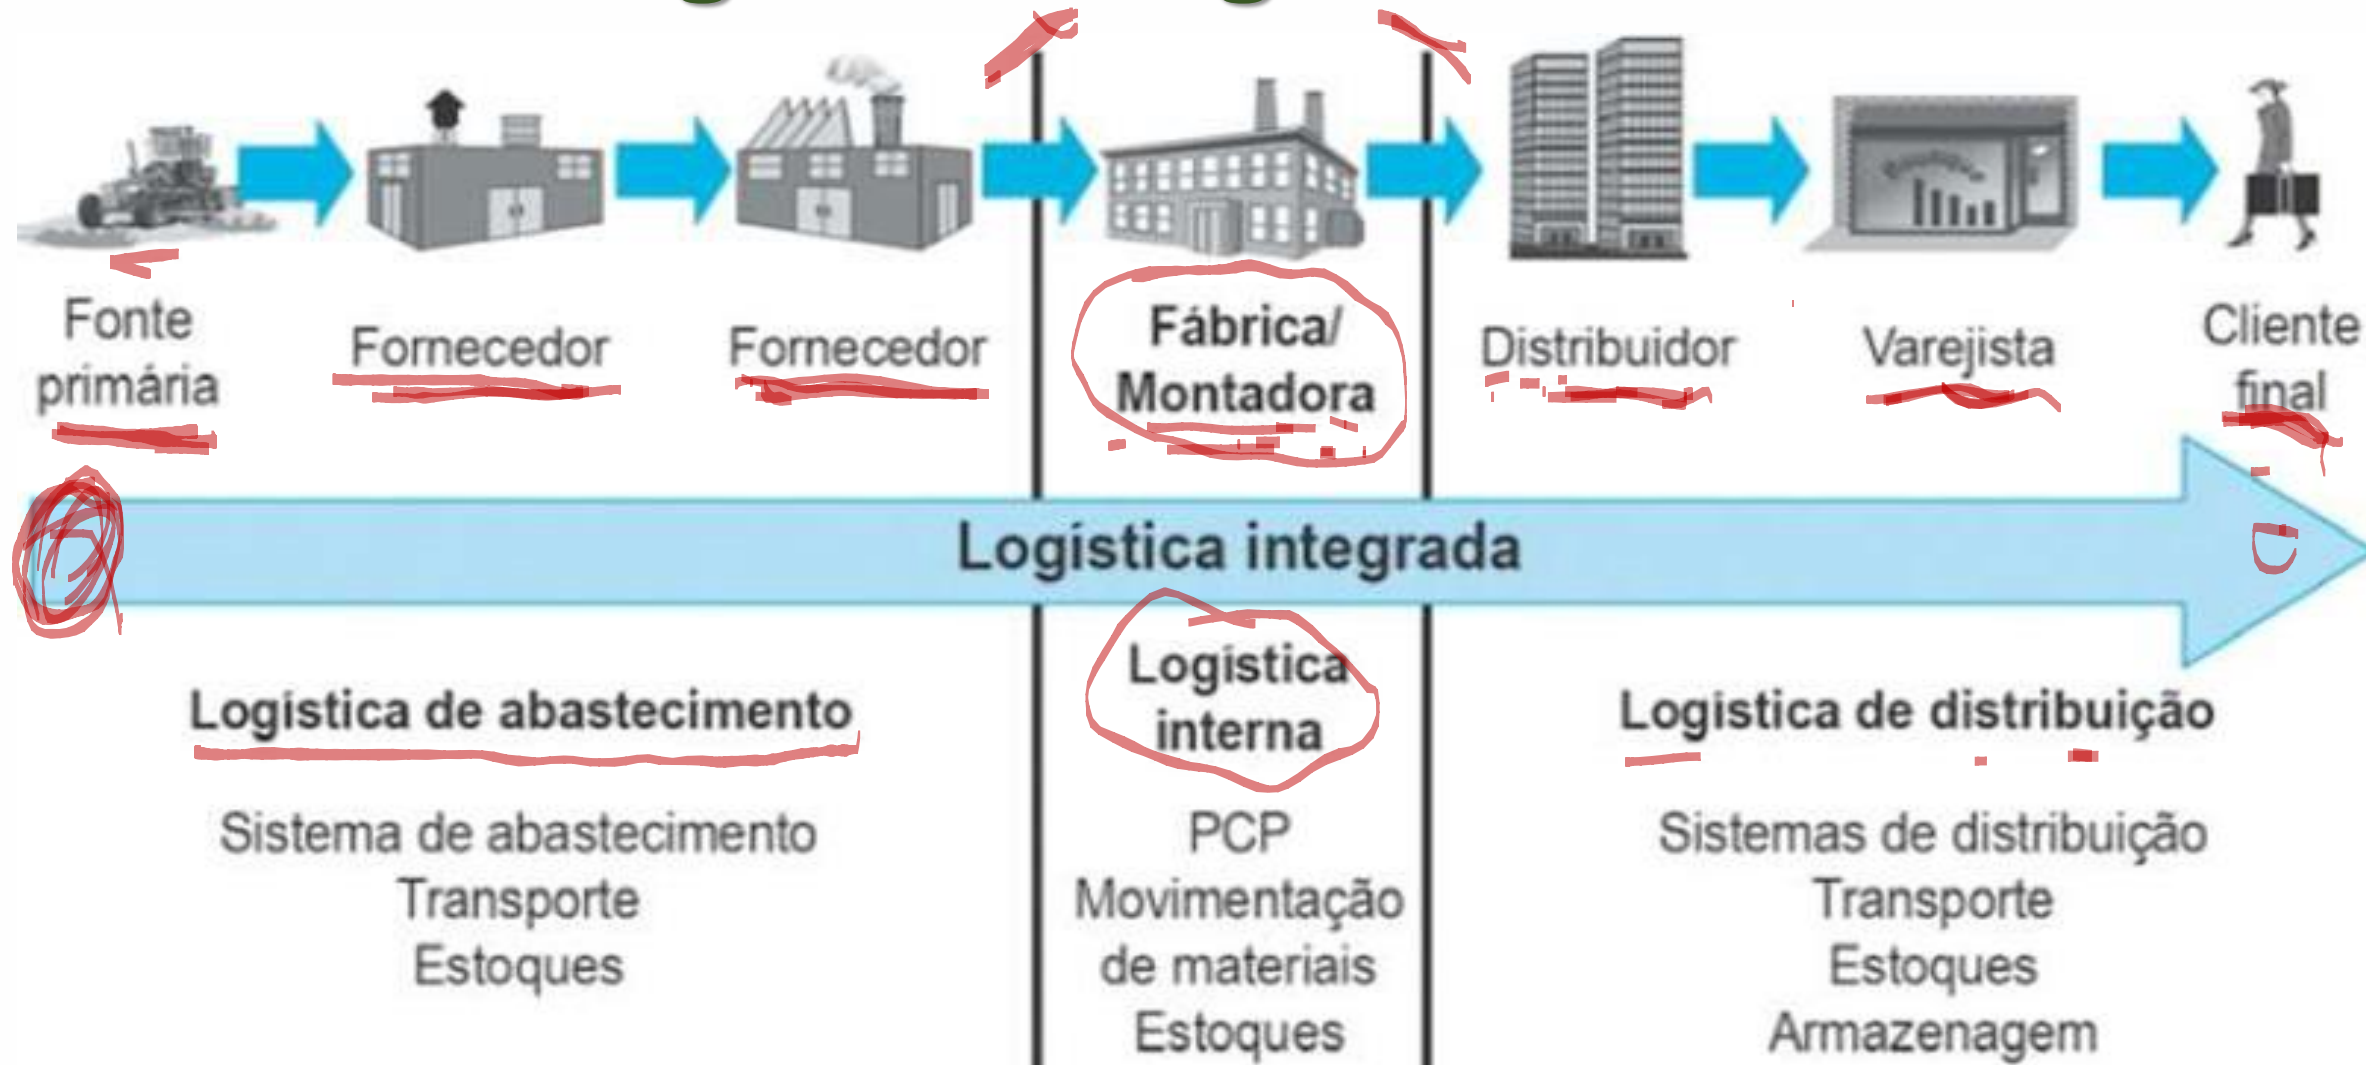 Fonte
primária
Fornecedor
Fornecedor
Fábrica/
Montadora
Distribuidor
Varejista
Cliente
final
Logística integrada
Logística de abastecimento
Sistema de abastecimento
Transporte
Estoques
Logística
interna
PCP
Movimentação
de materiais
Estoques
Logística de distribuição
Sistemas de distribuição
Transporte
Estoques
Armazenagem